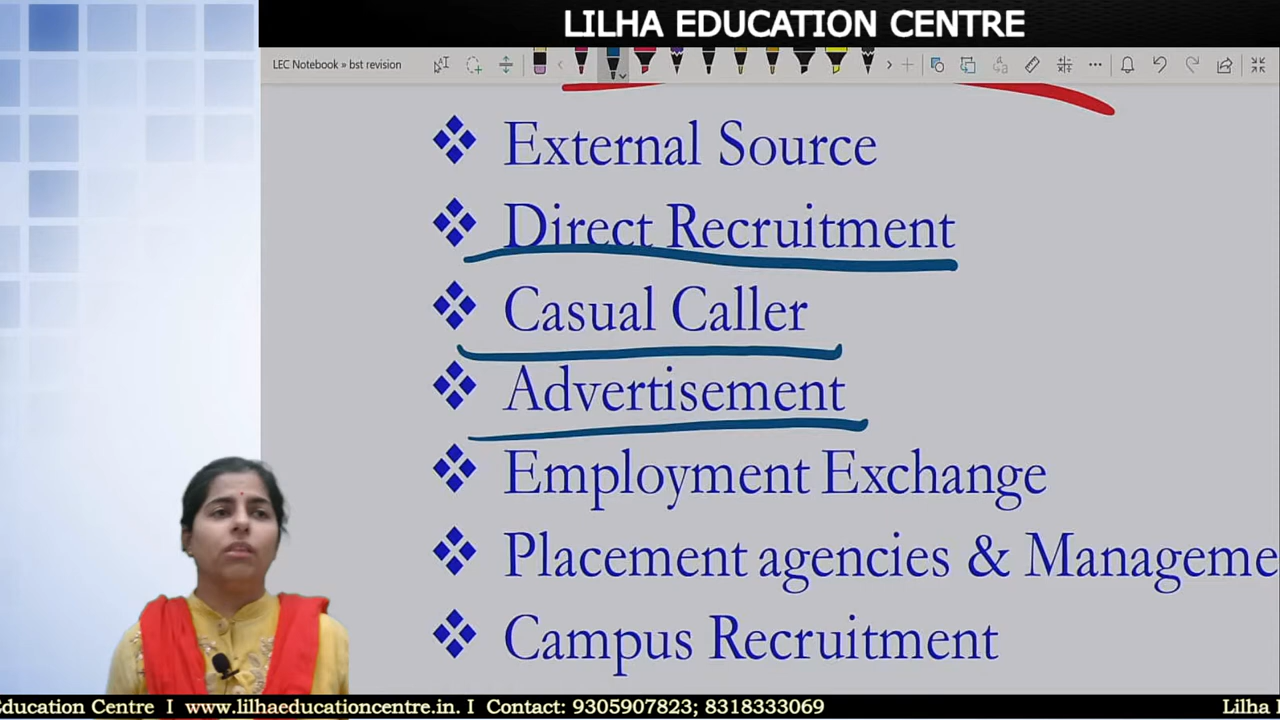 LILHA EDUCATION CENTRE
LEC Notebook » bst revision
External Source
Direct Recruitment
Casual Caller
Advertisement
Employment Exchange
Placement agencies & Manageme
Campus Recruitment
Education Centre I www.lilhaeducationcentre.in. I Contact: 9305907823; 8318333069 Lilha